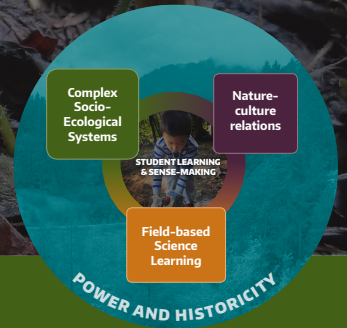 Complex
Socio-
Ecological
Systems
Nature-
culture
relations
STUDENT LEARNING
& SENSE-MAKING
Field-based
Science
Learning
POWER AND HISTORICITY